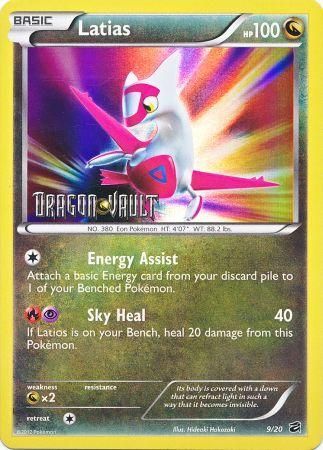 BASIC
Latias
HP100
DRAGON VAULT
NO. 380 Eon Pokémon HT: 4'07" WT: 88.2 lbs.
Energy Assist
Attach a basic Energy card from your discard pile to
1 of your Benched Pokémon.
Sky Heal 40
If Latias is on your Bench, heal 20 damage from this
Pokémon.
weakness resistance
×2
Its body is covered with a down
that can refract light in such a
way that it becomes invisible.
retreat
©2012 Pokémon
Illus. Hideaki Hakozaki
9/20